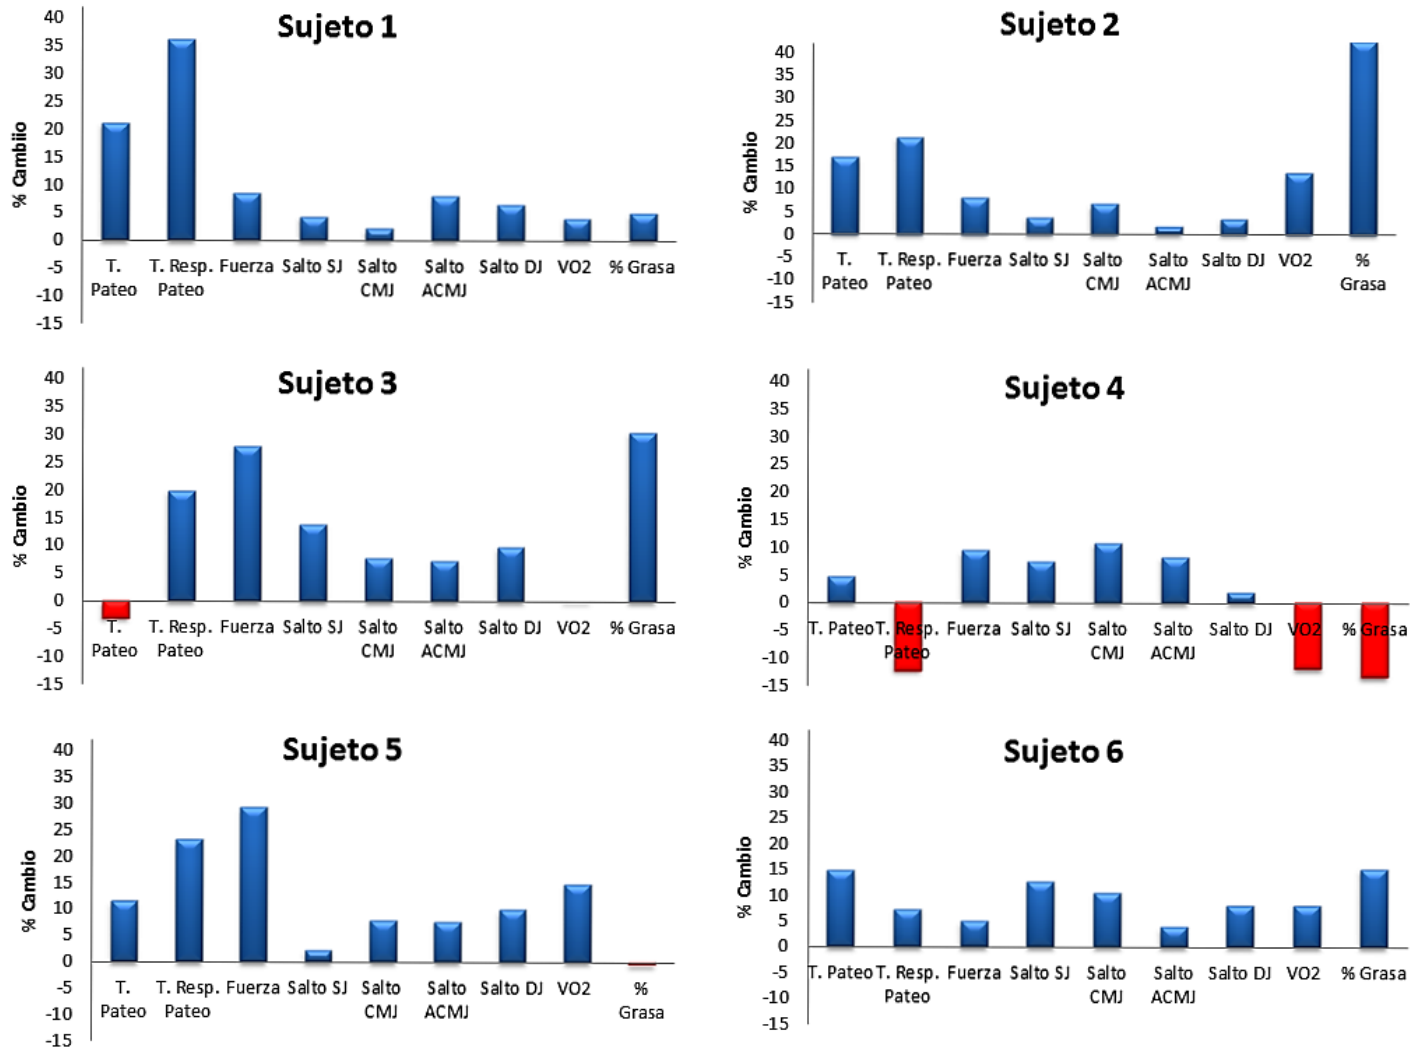 Sujeto 1
% Cambiio
40
35
30
25
20
15
10
5
0
-5
-10
-15
T. Pateo
T. Resp. Pateo
Fuerza
Salto SJ
Salto CMJ
Salto ACMJ
Salto DJ
VO2
% Grasa
Sujeto 2
% Cambio
40
35
30
25
20
15
10
5
0
-5
-10
-15
T. Pateo
T. Resp. Pateo
Fuerza
Salto SJ
Salto CMJ
Salto ACMJ
Salto DJ
VO2
% Grasa
Sujeto 3
% Cambio
40
35
30
25
20
15
10
5
0
-5
-10
-15
T. Pateo
T. Resp. Pateo
Fuerza
Salto SJ
Salto CMJ
Salto ACMJ
Salto DJ
VO2
% Grasa
Sujeto 4
% Cambio
40
35
30
25
20
15
10
5
0
-5
-10
-15
T. Pateo
T. Resp. Pateo
Fuerza
Salto SJ
Salto CMJ
Salto ACMJ
Salto DJ
VO2
% Grasa
Sujeto 5
% Cambio
40
35
30
25
20
15
10
5
0
-5
-10
-15
T. Pateo
T. Resp. Pateo
Fuerza
Salto SJ
Salto CMJ
Salto ACMJ
Salto DJ
VO2
% Grasa
Sujeto 6
% Cambio
40
35
30
25
20
15
10
5
0
-5
-10
-15
T. Pateo
T. Resp. Pateo
Fuerza
Salto SJ
Salto CMJ
Salto ACMJ
Salto DJ
VO2
% Grasa